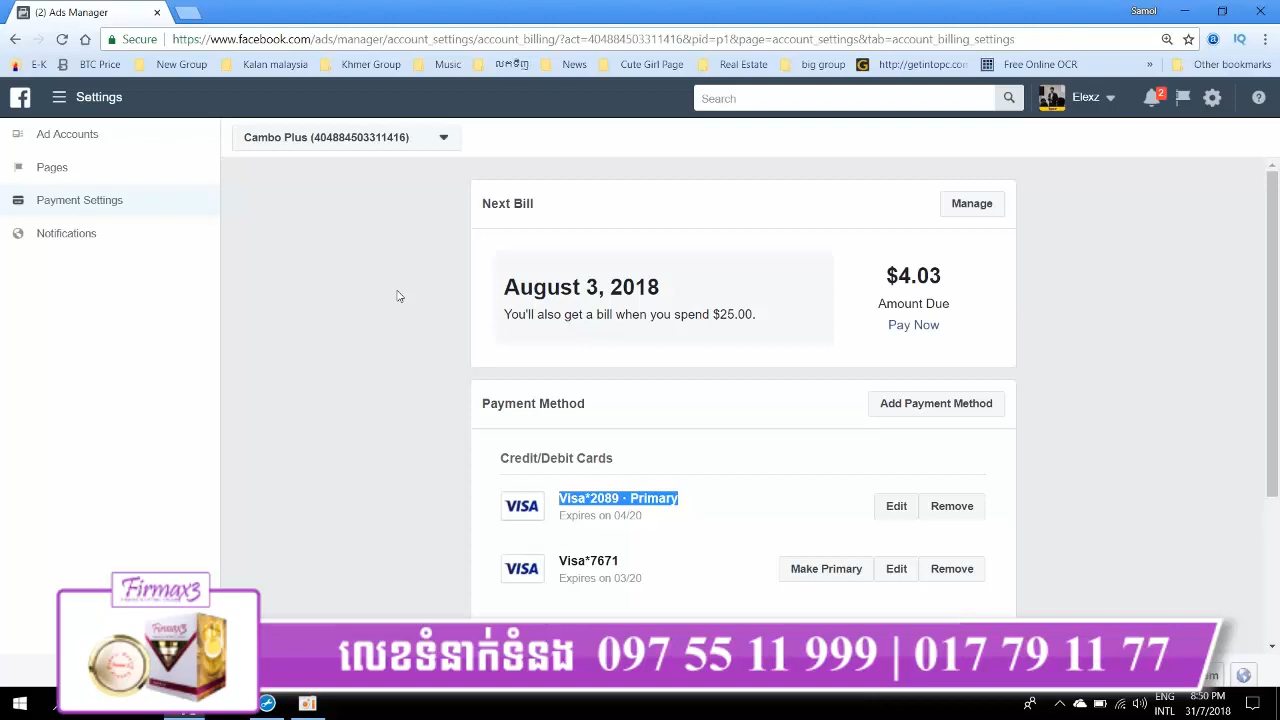 (2) Ads Manager
Samol
Secure
https://www.facebook.com/ads/manager/account_settings/account_billing/?act=404884503311416&pid=p1&page=account_settings&tab=account_billing_settings
E-K
BTC Price
New Group
Kalan malaysia
Khmer Group
Music
News
Cute Girl Page
Real Estate
big group
http://getintopc.com
Free Online OCR
»
Other bookmarks
Settings
Search
Elexz
2
Ad Accounts
Pages
Payment Settings
Notifications
Cambo Plus (404884503311416)
Next Bill
Manage
August 3, 2018
You'll also get a bill when you spend $25.00.
$4.03
Amount Due
Pay Now
Payment Method
Add Payment Method
Credit/Debit Cards
VISA
Visa*2089 · Primary
Expires on 04/20
Edit
Remove
VISA
Visa*7671
Expires on 03/20
Make Primary
Edit
Remove
Firmax3
Firmax3
លេខទំនាក់ទំនង 097 55 11 999 | 017 79 11 77
ENG
INTL
8:50 PM
31/7/2018